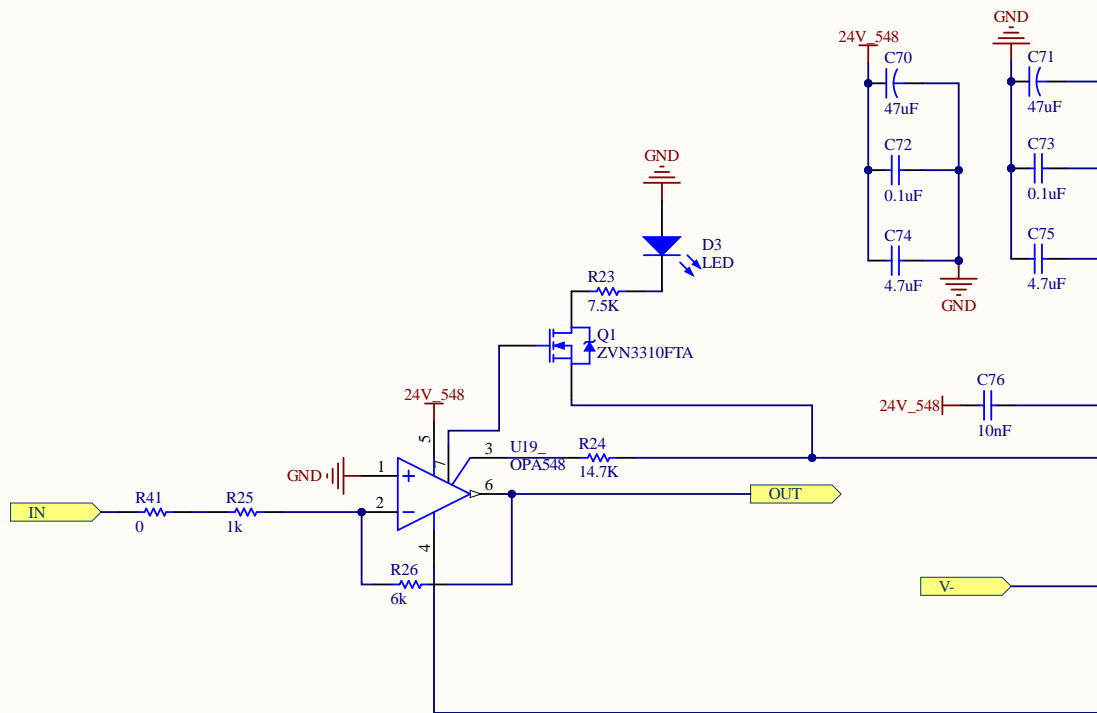 GND
24V_548
C70
47uF
C71
47uF
C72
0.1uF
C73
0.1uF
GND
D3
LED
C74
4.7uF
C75
4.7uF
R23
7.5K
GND
Q1
ZVN3310FTA
24V_548
C76
24V_548
10nF
5
7
3
U19_
OPA548
R24
14.7K
GND
1
6
OUT
IN
R41
0
R25
1k
2
4
R26
6k
V-